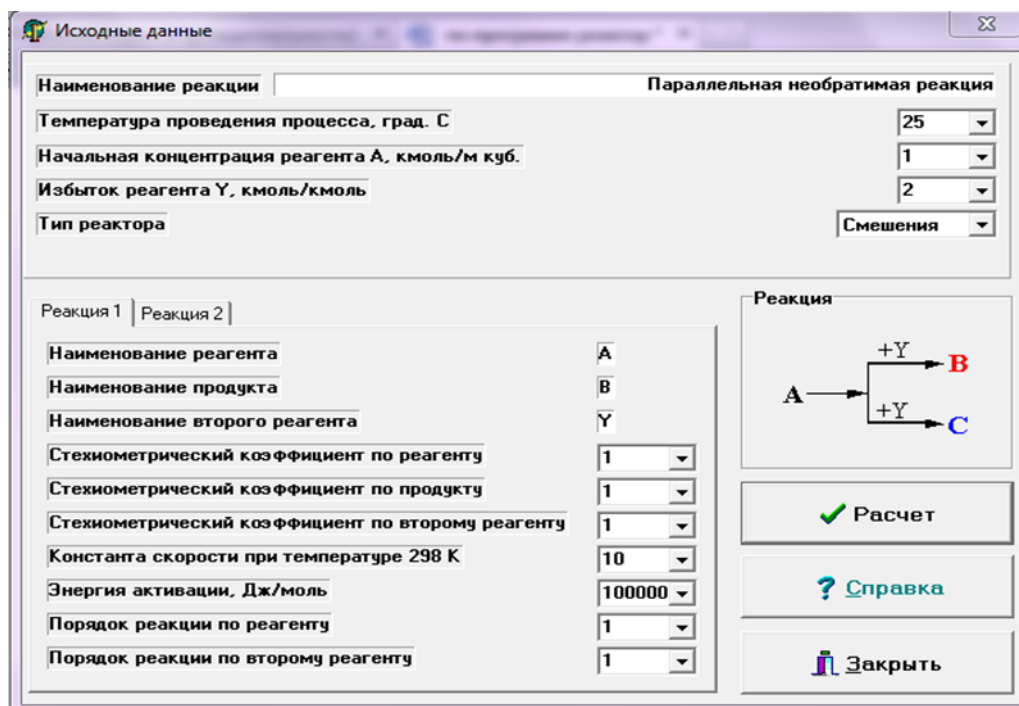 Исходные данные
Наименование реакции Параллельная необратимая реакция
Температура проведения процесса, град. С 25
Начальная концентрация реагента А, кмоль/м куб. 1
Избыток реагента Y, кмоль/кмоль 2
Тип реактора Смешения
Реакция 1 Реакция 2
Наименование реагента A
Наименование продукта B
Наименование второго реагента Y
Стехиометрический коэффициент по реагенту 1
Стехиометрический коэффициент по продукту 1
Стехиометрический коэффициент по второму реагенту 1
Константа скорости при температуре 298 К 10
Энергия активации, Дж/моль 100000
Порядок реакции по реагенту 1
Порядок реакции по второму реагенту 1
Реакция
+Y
B
A
+Y
C
Расчет
? Справка
Закрыть